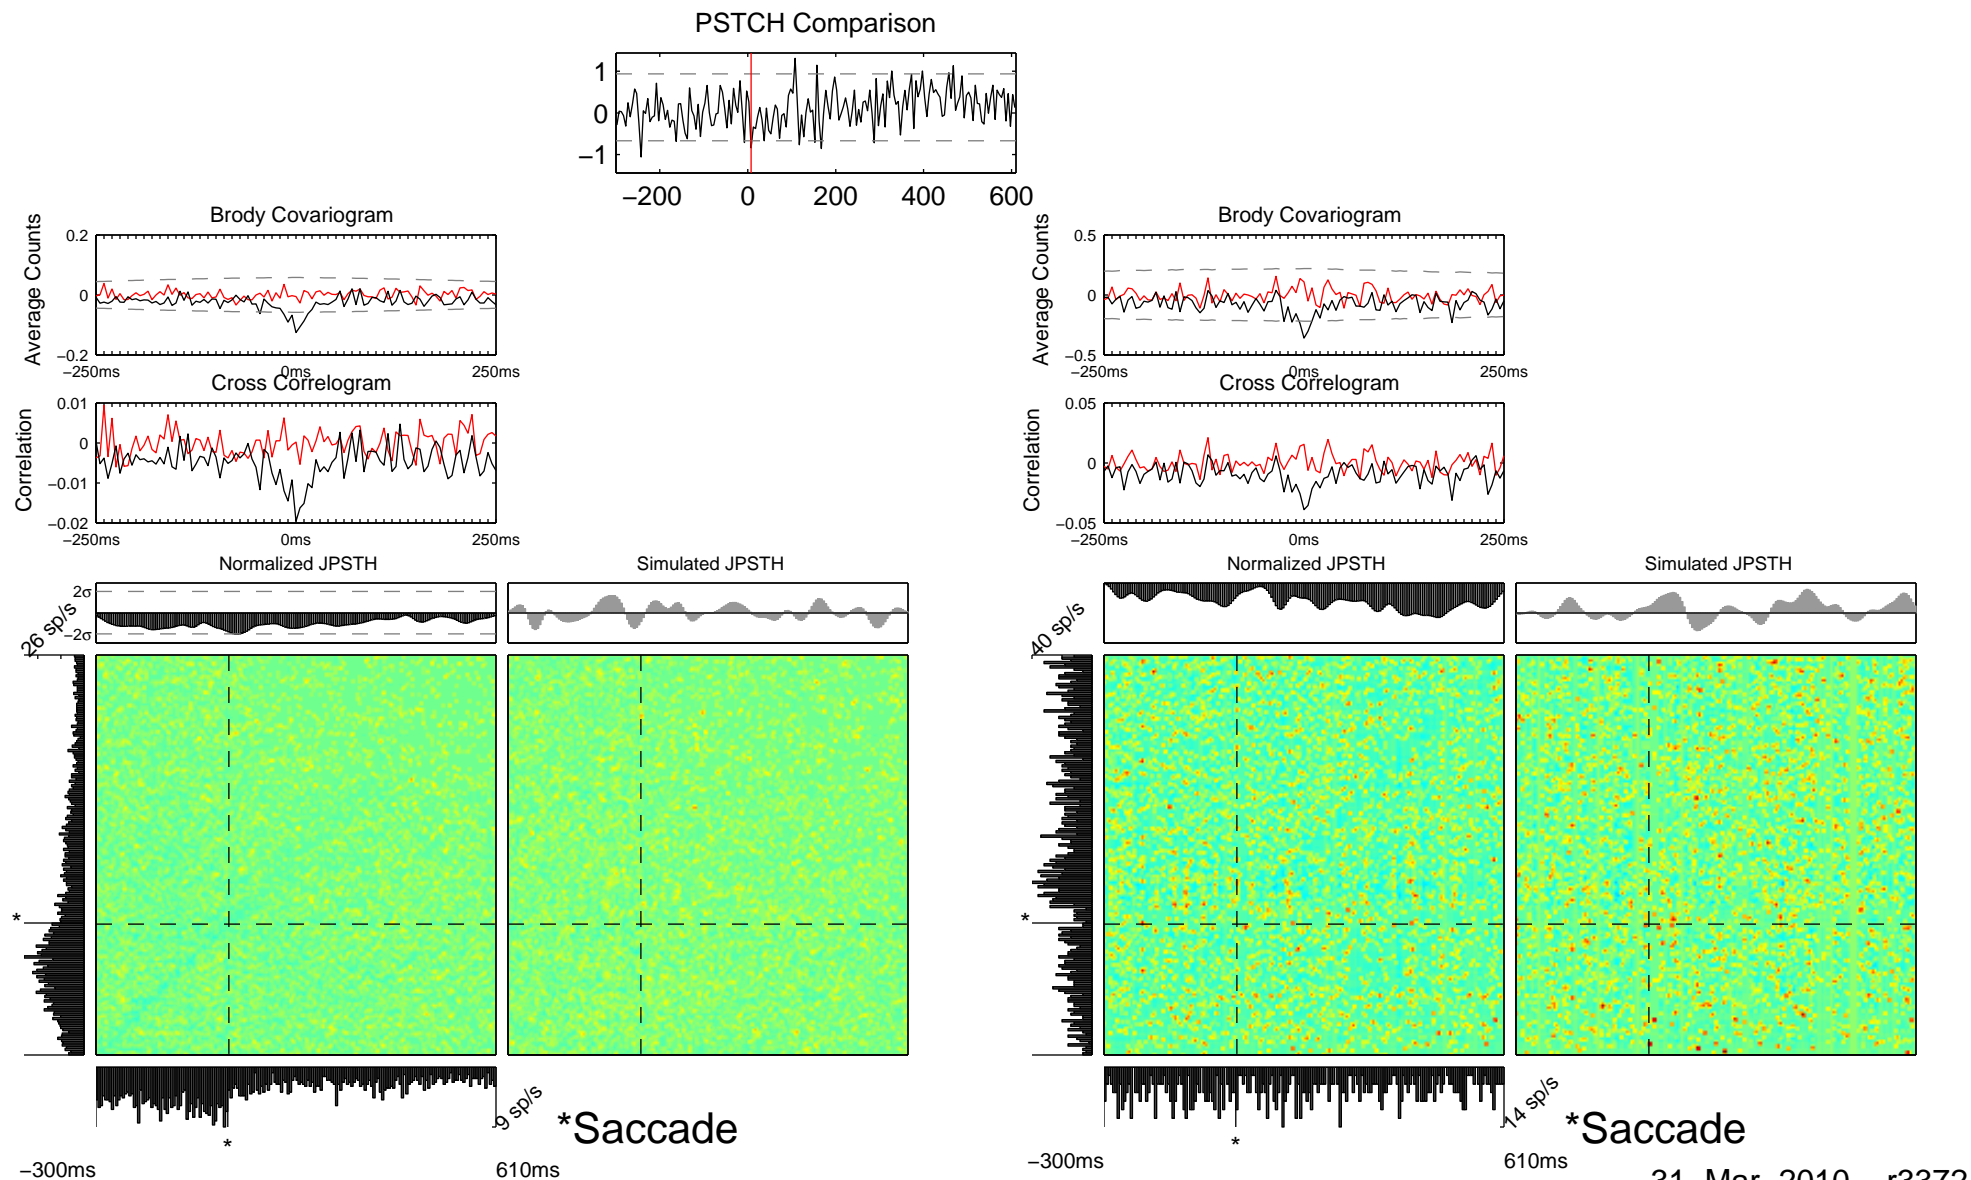 PSTCH Comparison
1
0
−1
−200 0 200 400 600
Brody Covariogram
Average Counts
0.2
0
−0.2
−250ms 0ms 250ms
Cross Correlogram
Correlation
0.01
0
−0.01
−0.02
−250ms 0ms 250ms
Normalized JPSTH
Simulated JPSTH
2σ
−2σ
26 sp/s
*
*
9 sp/s
*Saccade
−300ms 610ms
Brody Covariogram
Average Counts
0.5
0
−0.5
−250ms 0ms 250ms
Cross Correlogram
Correlation
0.05
0
−0.05
−250ms 0ms 250ms
Normalized JPSTH
Simulated JPSTH
40 sp/s
*
*
14 sp/s
*Saccade
−300ms 610ms